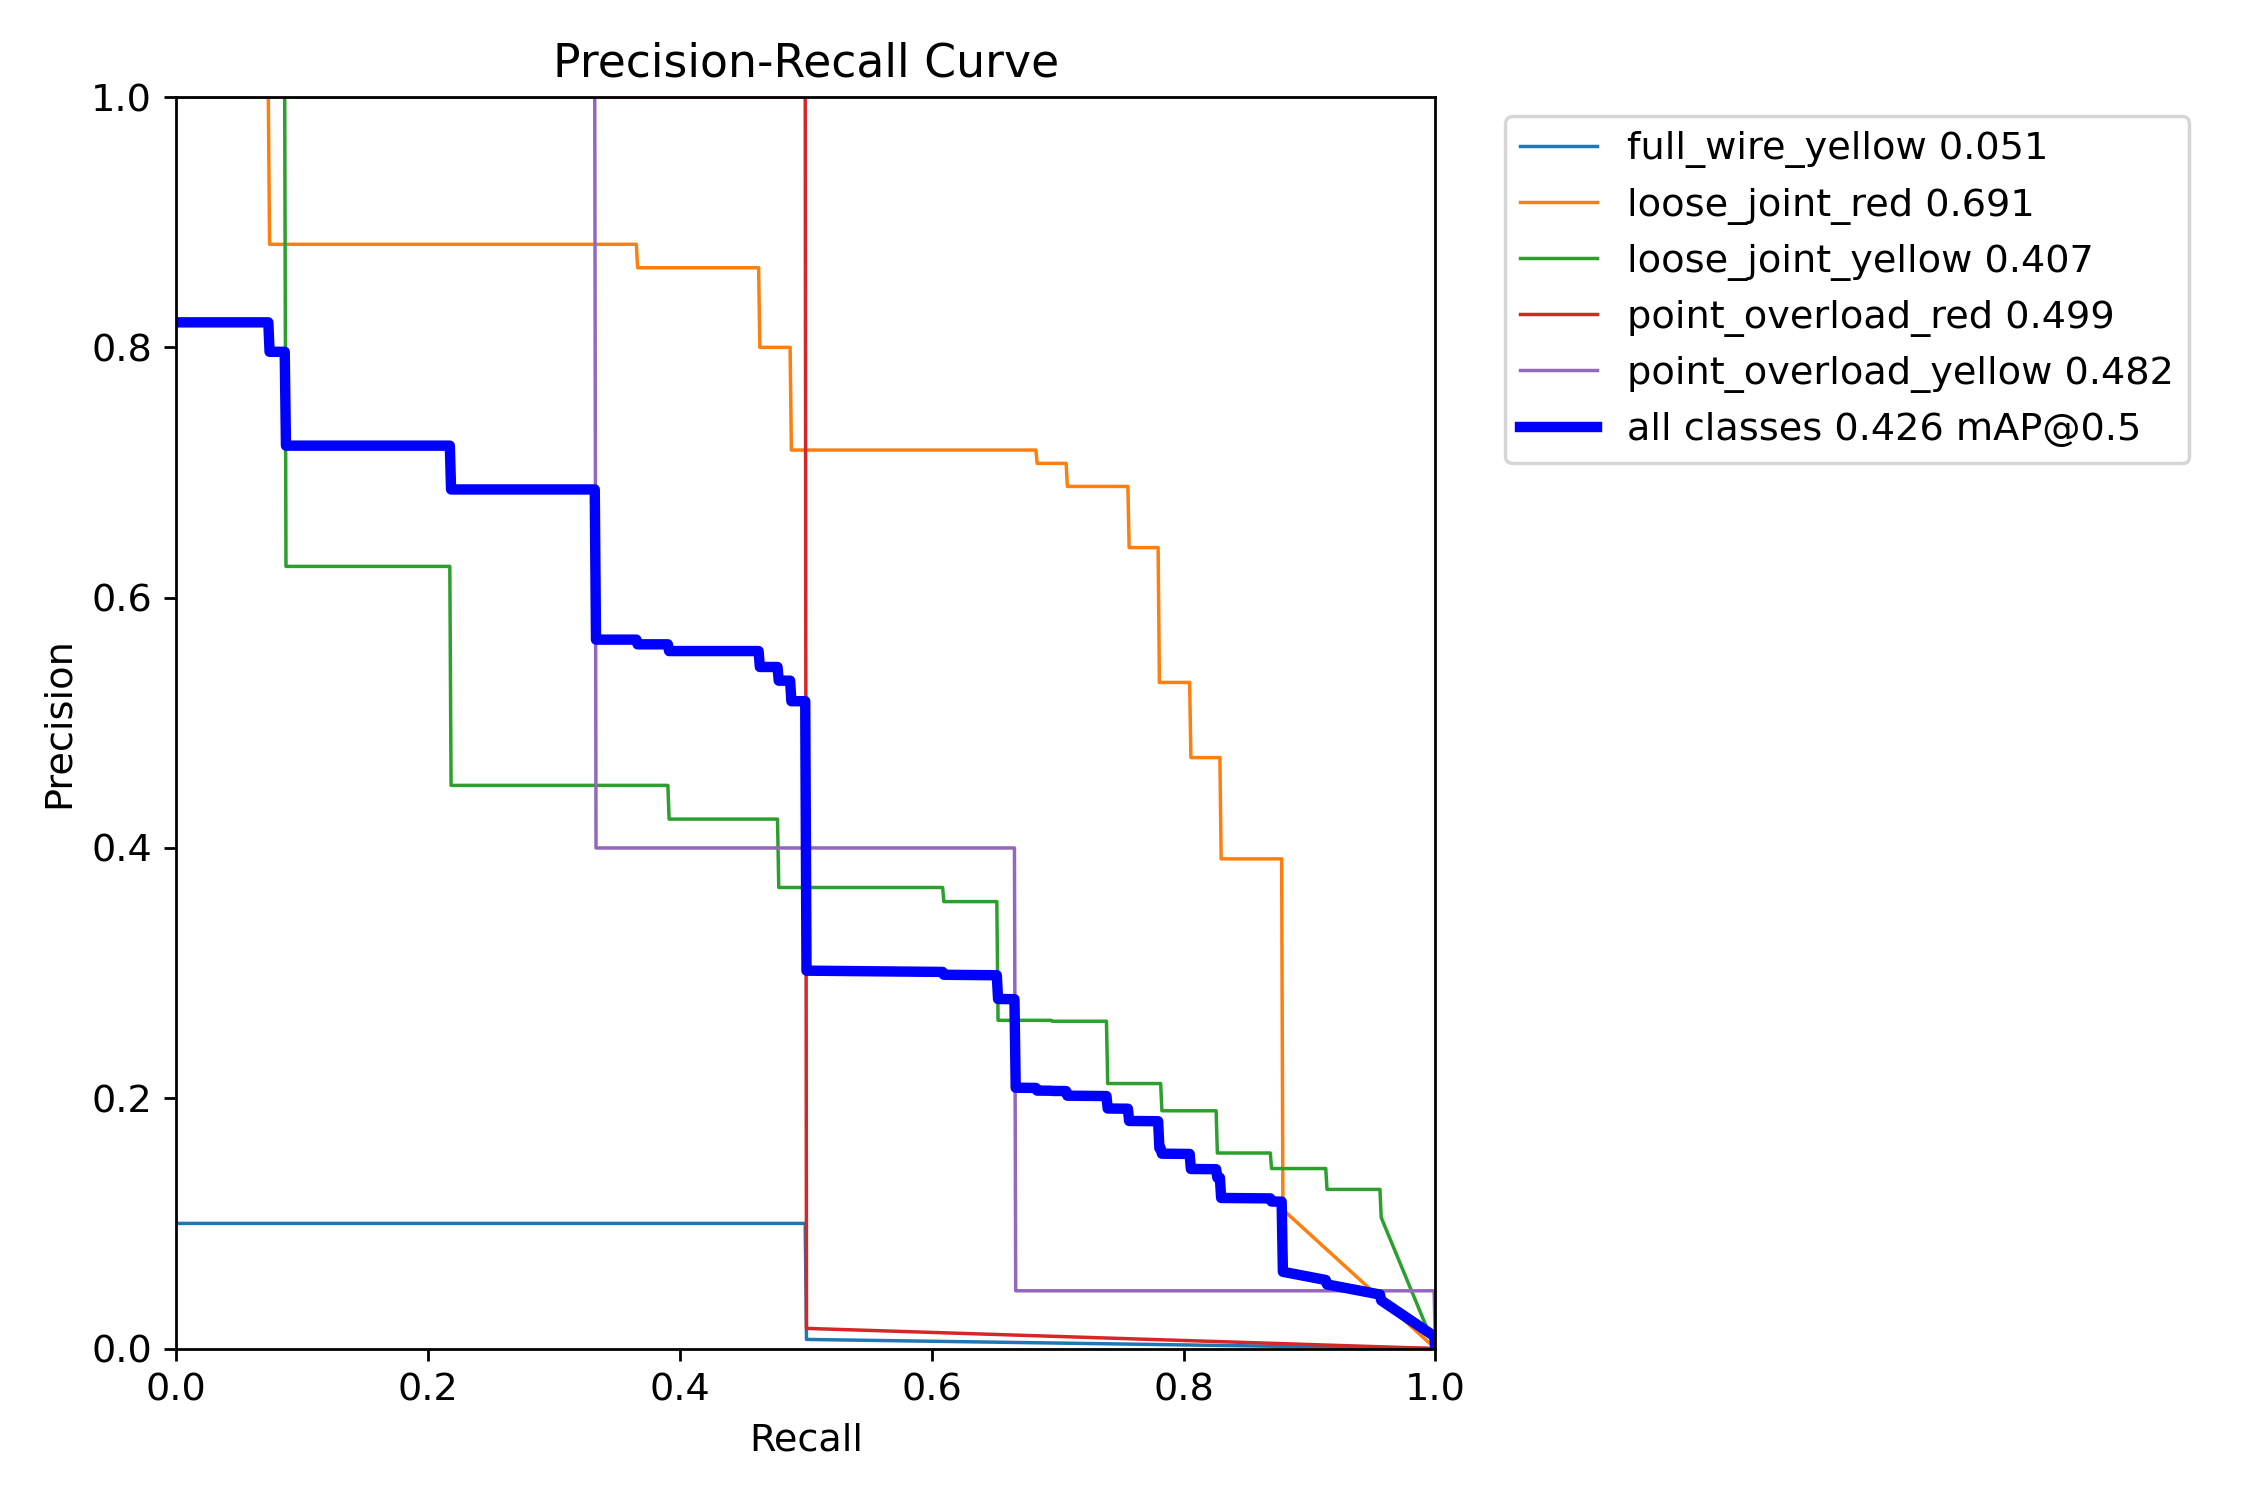 Precision-Recall Curve
1.0
0.8
0.6
0.4
0.2
0.0
Precision
0.0 0.2 0.4 0.6 0.8 1.0
Recall
full_wire_yellow 0.051
loose_joint_red 0.691
loose_joint_yellow 0.407
point_overload_red 0.499
point_overload_yellow 0.482
all classes 0.426 mAP@0.5